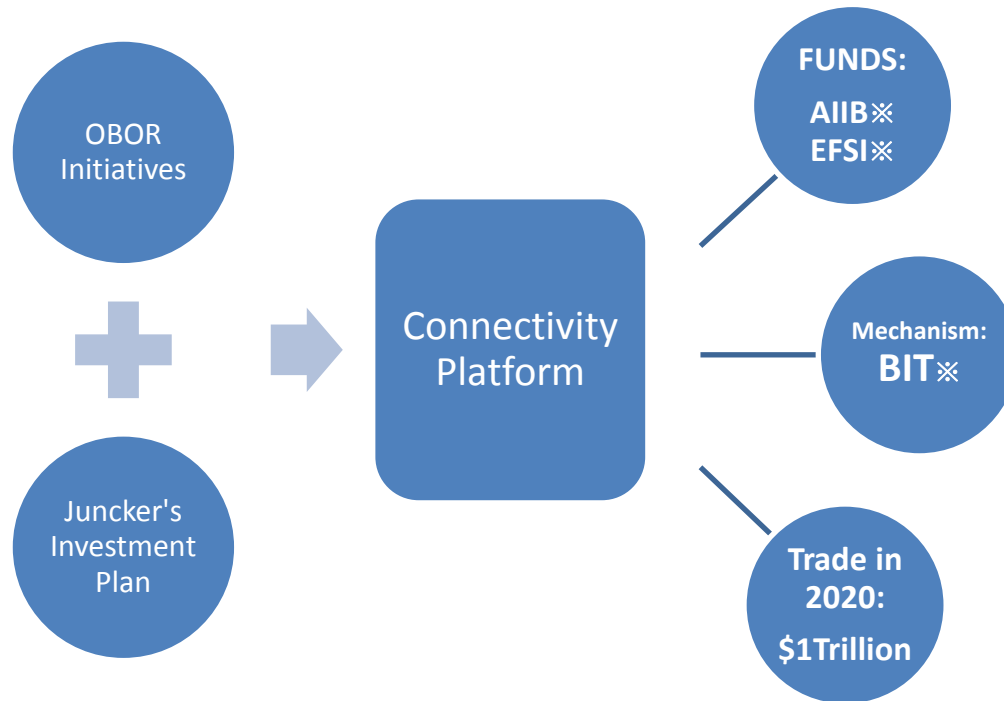 OBOR
Initiatives
Juncker's
Investment
Plan
Connectivity
Platform
FUNDS:
AIIB※
EFSI※
Mechanism:
BIT※
Trade in
2020:
$1Trillion